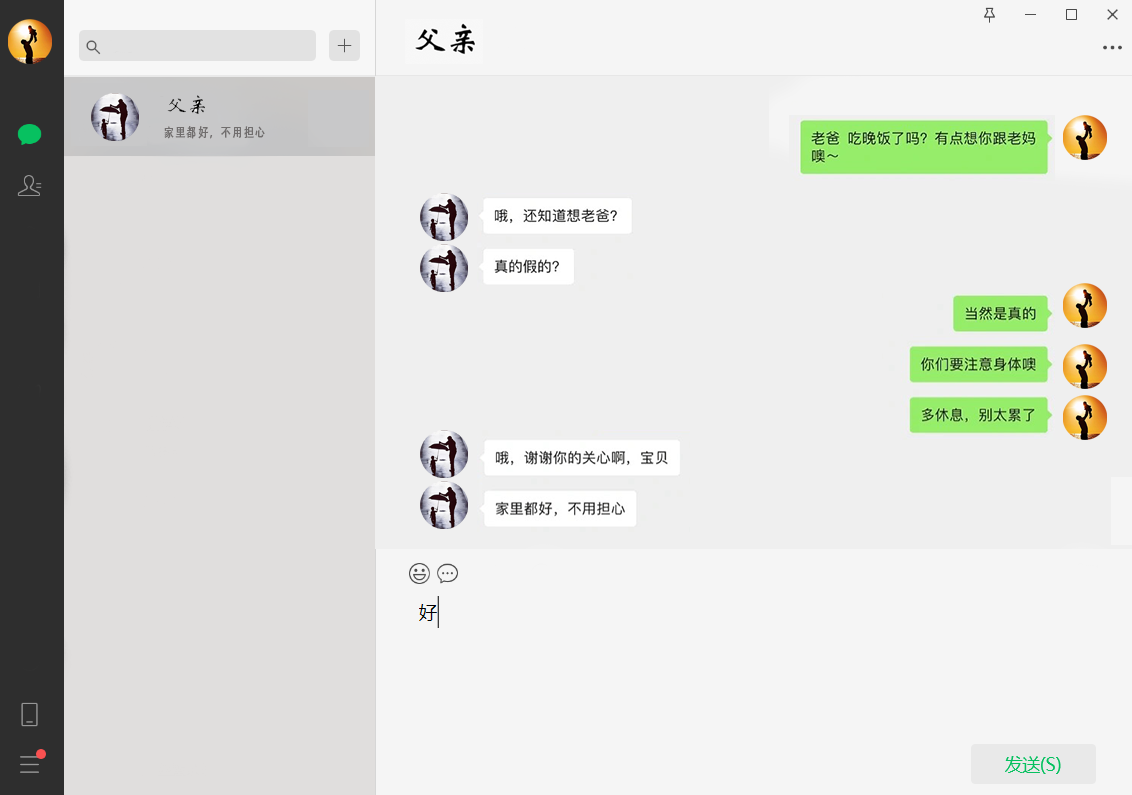 父亲
父亲
家里都好，不用担心
老爸 吃晚饭了吗？有点想你跟老妈
噢～
哦，还知道想老爸？
真的假的？
当然是真的
你们要注意身体噢
多休息，别太累了
哦，谢谢你的关心啊，宝贝
家里都好，不用担心
好
发送(S)